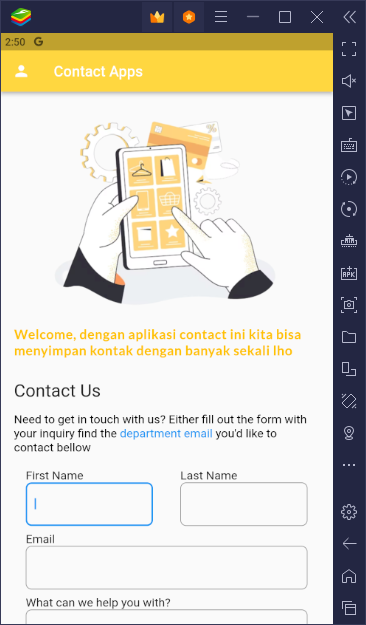 2:50 G
Contact Apps
Welcome, dengan aplikasi contact ini kita bisa
menyimpan kontak dengan banyak sekali lho
Contact Us
Need to get in touch with us? Either fill out the form with
your inquiry find the department email you'd like to
contact bellow
First Name
Last Name
Email
What can we help you with?
APK